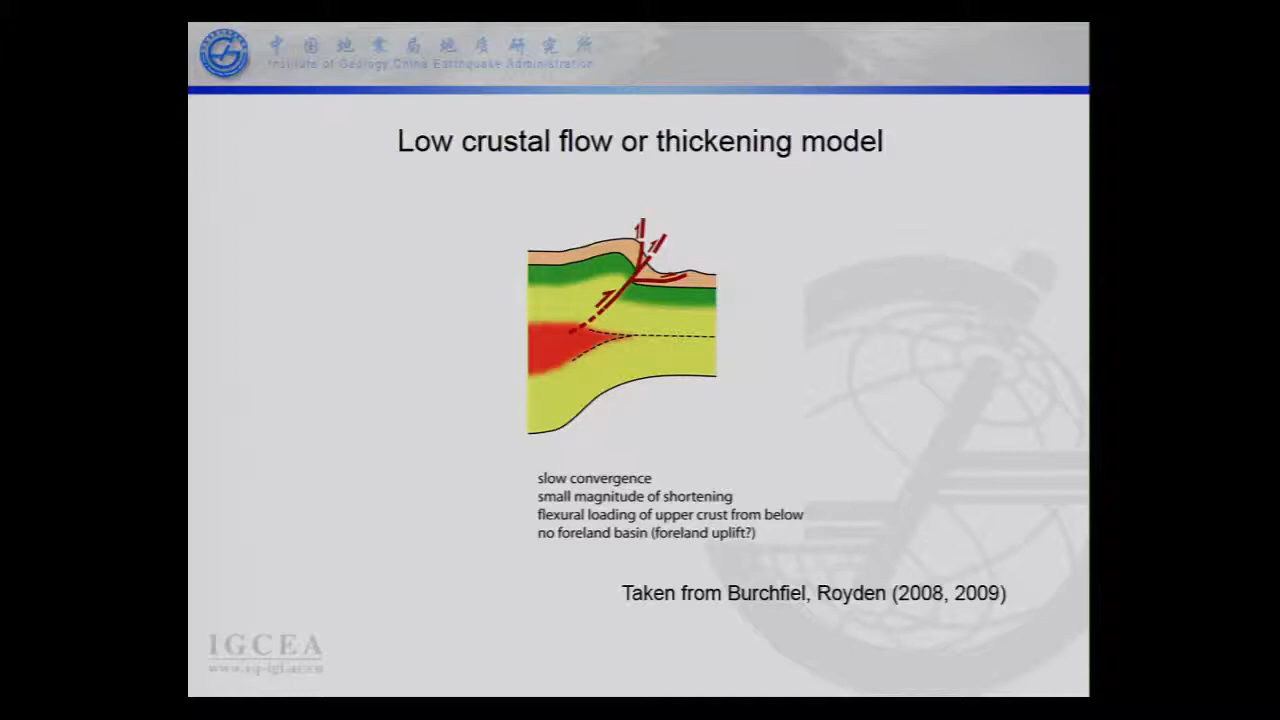 中国地震局地质研究所
Institute of Geology, China Earthquake Administration
Low crustal flow or thickening model
slow convergence
small magnitude of shortening
flexural loading of upper crust from below
no foreland basin (foreland uplift?)
Taken from Burchfiel, Royden (2008, 2009)
IGCEA